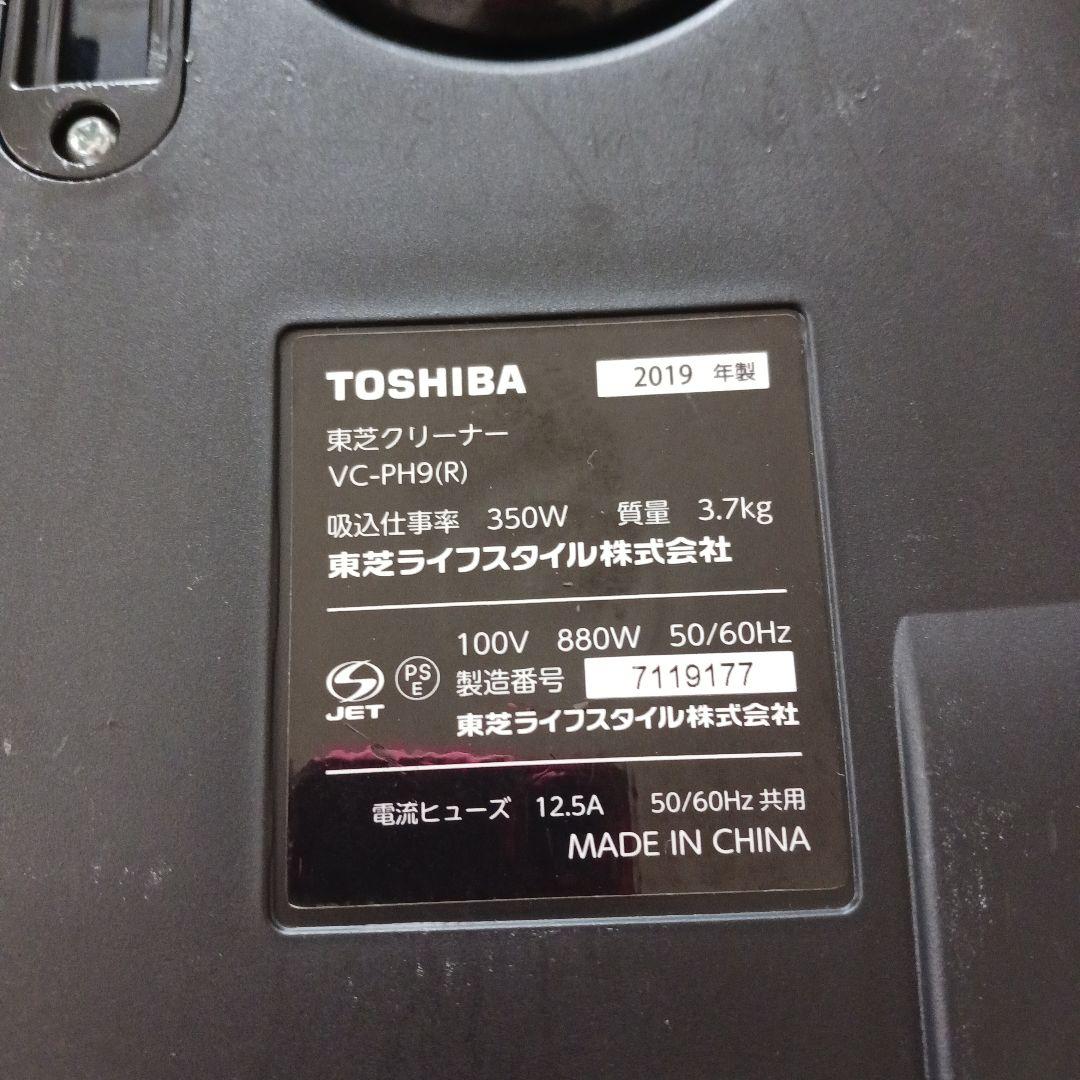 TOSHIBA 2019 年製
東芝クリーナー
VC-PH9(R)
吸込仕事率 350W 質量 3.7kg
東芝ライフスタイル株式会社
100V 880W 50/60Hz
JET PSE 製造番号 7119177
東芝ライフスタイル株式会社
電流ヒューズ 12.5A 50/60Hz 共用
MADE IN CHINA